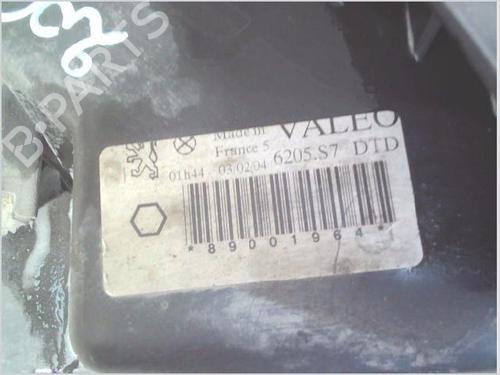 VALEO
Made in
France 5
6205.S7 DTD
01h44 03/02/04
*89001964*
B-PARTS